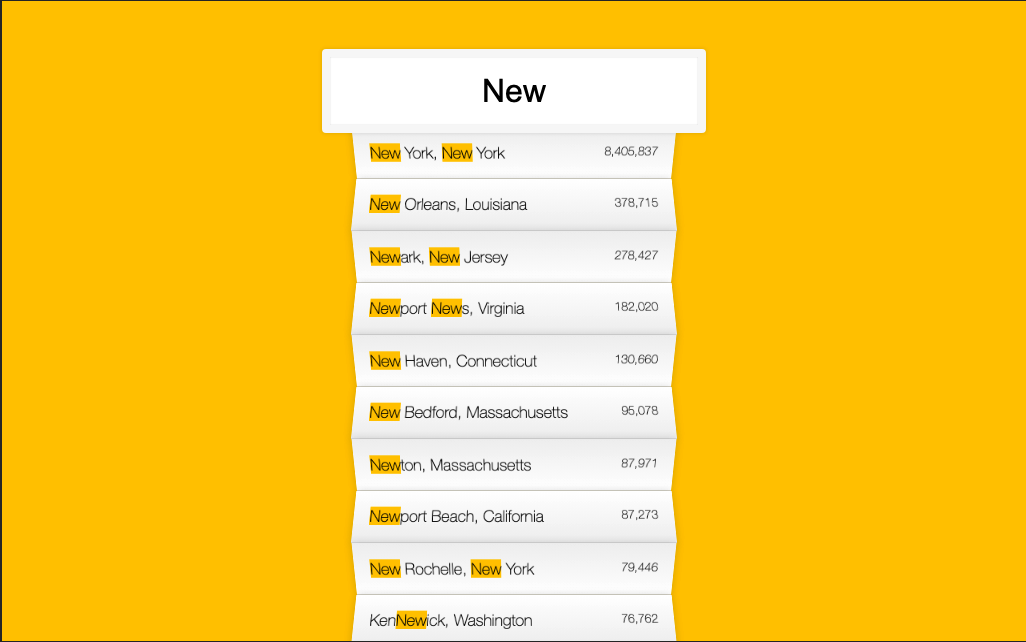 New
New York, New York 8,405,837
New Orleans, Louisiana 378,715
Newark, New Jersey 278,427
Newport News, Virginia 182,020
New Haven, Connecticut 130,660
New Bedford, Massachusetts 95,078
Newton, Massachusetts 87,971
Newport Beach, California 87,273
New Rochelle, New York 79,446
KenNewick, Washington 76,762